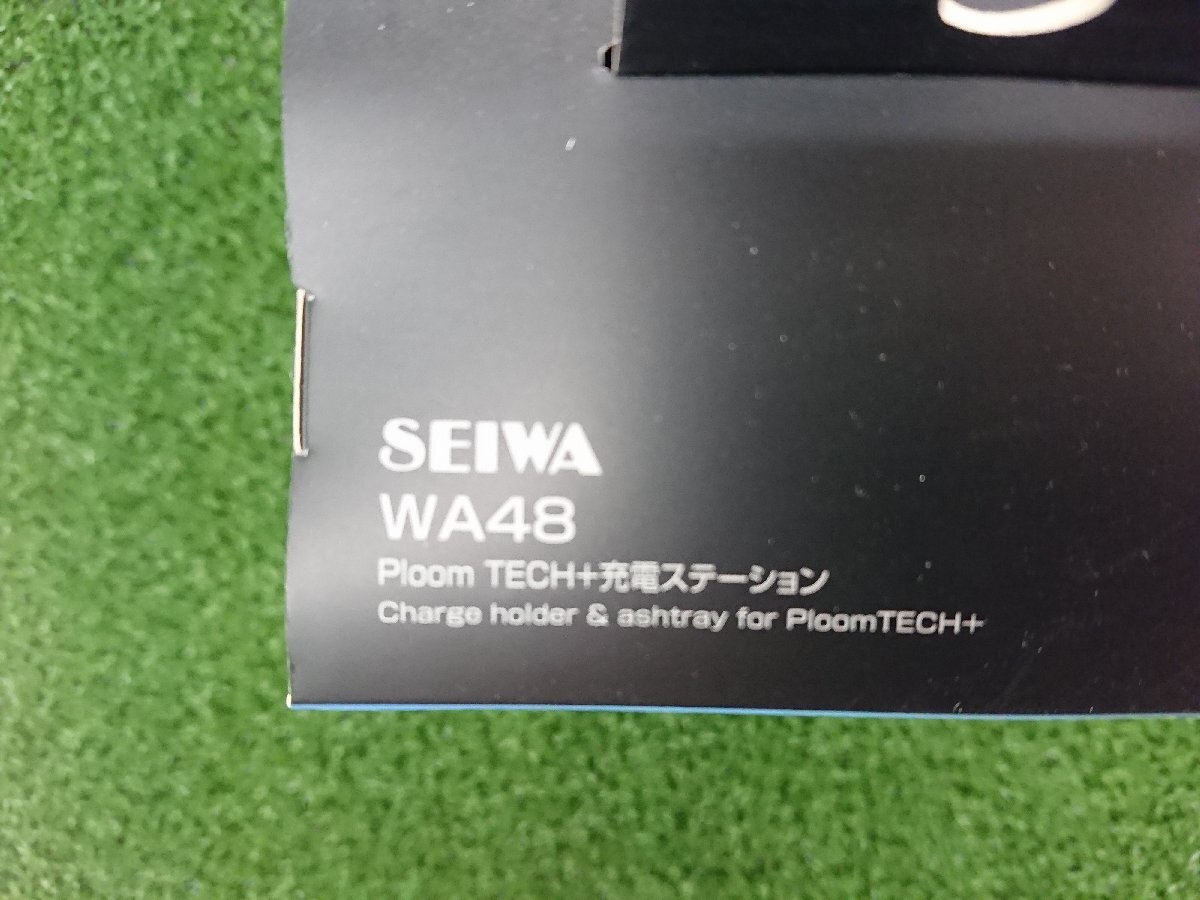 SEIWA
WA48
Ploom TECH+充電ステーション
Charge holder & ashtray for PloomTECH+